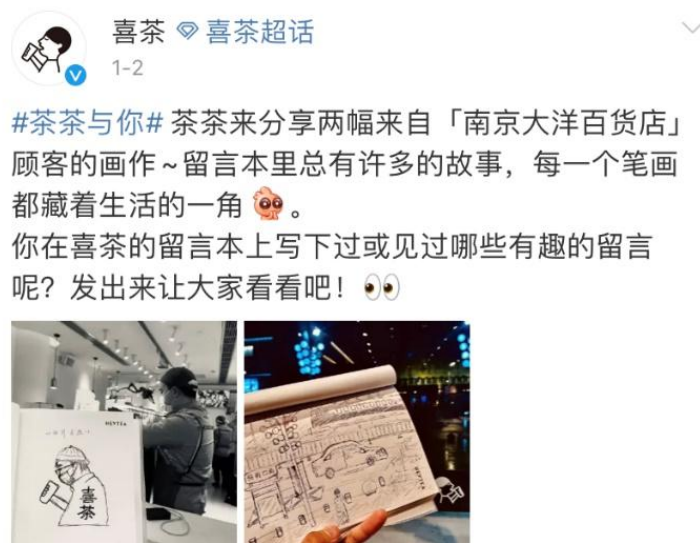 喜茶 喜茶超话
1-2
#茶茶与你# 茶茶来分享两幅来自「南京大洋百货店」
顾客的画作~留言本里总有许多的故事，每一个笔画
都藏着生活的一角。
你在喜茶的留言本上写下过或见过哪些有趣的留言
呢？发出来让大家看看吧！
HEYTEA
喜茶
HEYTEA